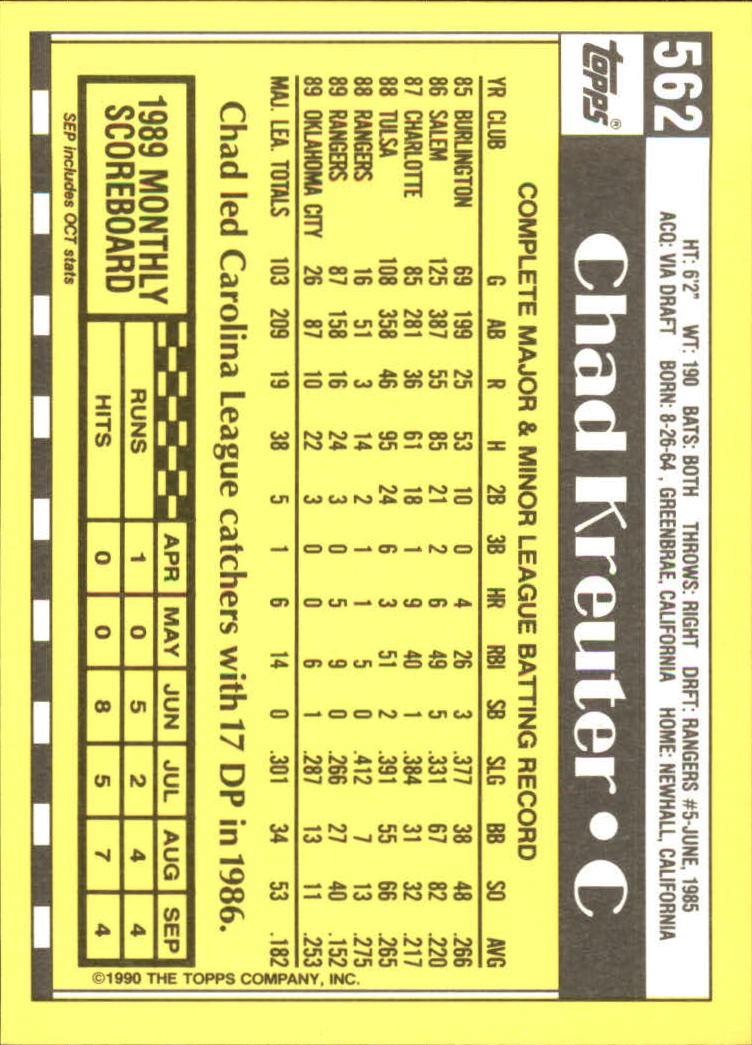 562
HT: 6'2" WT: 190 BATS: BOTH THROWS: RIGHT DRFT: RANGERS #5-JUNE, 1985
ACQ: VIA DRAFT BORN: 8-26-64 , GREENBRAE, CALIFORNIA HOME: NEWHALL, CALIFORNIA
topps® Chad Kreuter • C
COMPLETE MAJOR & MINOR LEAGUE BATTING RECORD
YR CLUB G AB R H 2B 3B HR RBI SB SLG BB SO AVG
85 BURLINGTON 69 199 25 53 10 0 4 26 3 .377 38 48 .266
86 SALEM 125 387 55 85 21 2 6 49 5 .331 67 82 .220
87 CHARLOTTE 85 281 36 61 18 1 9 40 1 .384 31 32 .217
88 TULSA 108 358 46 95 24 6 3 51 2 .391 55 66 .265
88 RANGERS 16 51 3 14 2 1 1 5 0 .412 7 13 .275
89 RANGERS 87 158 16 24 3 0 5 9 0 .266 27 40 .152
89 OKLAHOMA CITY 26 87 10 22 3 0 0 6 1 .287 13 11 .253
MAJ. LEA. TOTALS 103 209 19 38 5 1 6 14 0 .301 34 53 .182
Chad led Carolina League catchers with 17 DP in 1986.
1989 MONTHLY
SCOREBOARD
APR MAY JUN JUL AUG SEP
RUNS 1 0 5 2 4 4
HITS 0 0 8 5 7 4
SEP includes OCT stats
©1990 THE TOPPS COMPANY, INC.